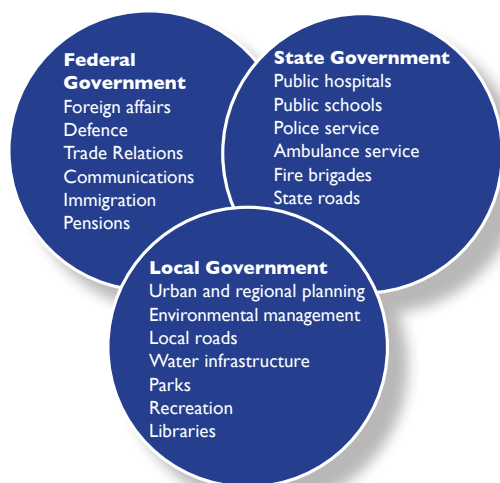 Federal
Government
Foreign affairs
Defence
Trade Relations
Communications
Immigration
Pensions
State Government
Public hospitals
Public schools
Police service
Ambulance service
Fire brigades
State roads
Local Government
Urban and regional planning
Environmental management
Local roads
Water infrastructure
Parks
Recreation
Libraries